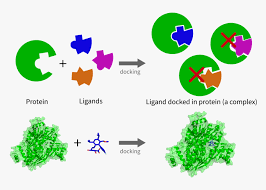 +
docking
Protein
Ligands
Ligand docked in protein (a complex)
+
docking